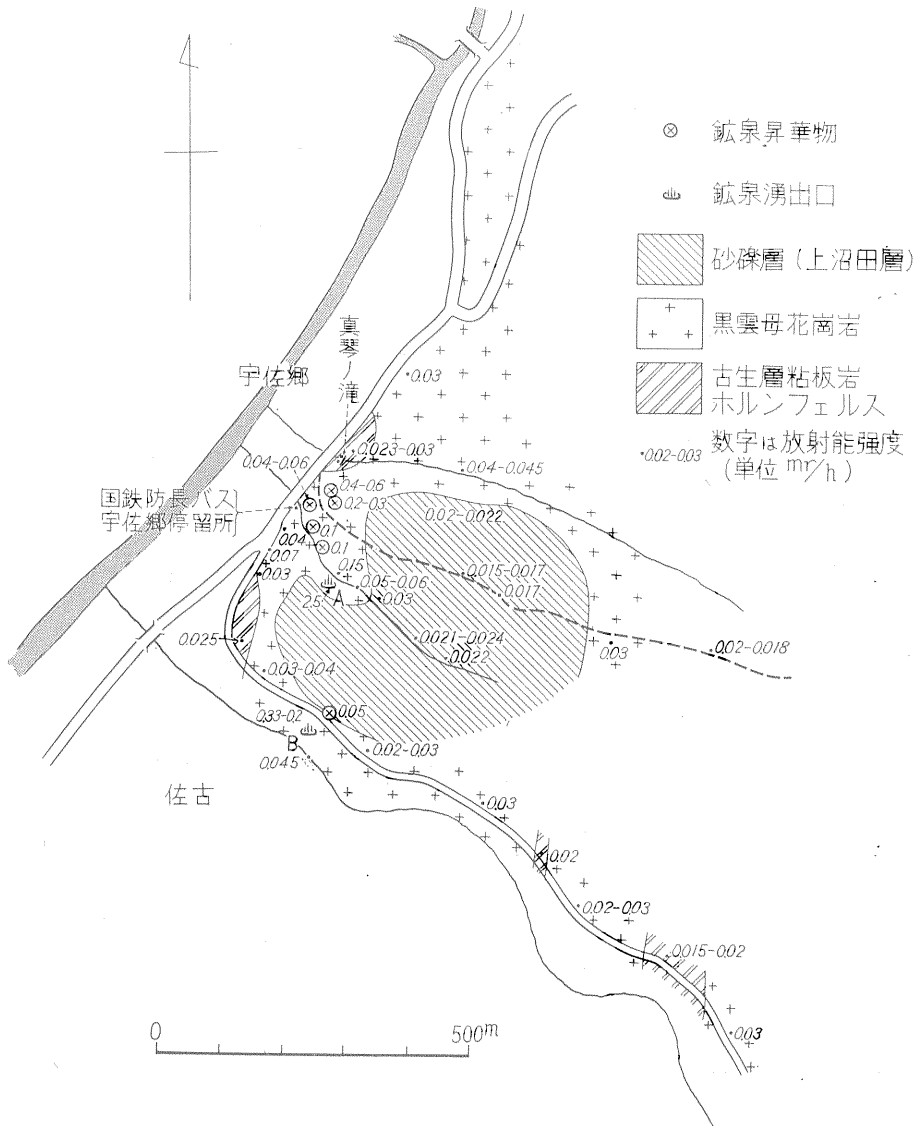 ⊗ 鉱泉昇華物
♨ 鉱泉湧出口
砂礫層（上沼田層）
黒雲母花崗岩
古生層粘板岩
ホルンフェルス
·0.02-0.03 数字は放射能強度
（単位 mr/h）
真琴ノ滝
宇佐郷
0.03
0.023-0.03
0.04-0.06
0.04-0.045
国鉄防長バス
宇佐郷停留所
0.4-0.6
0.2-0.3
0.02-0.022
0.1
0.04
0.1
0.07
0.15
0.015-0.017
0.03
0.05-0.06
0.017
2.5
A
0.03
0.025
0.021-0.024
0.022
0.03
0.02-0.018
0.03-0.04
0.33-0.2
0.05
B
0.02-0.03
0.045
佐古
0.03
0.02
0.02-0.03
0.015-0.02
0.03
0
500m